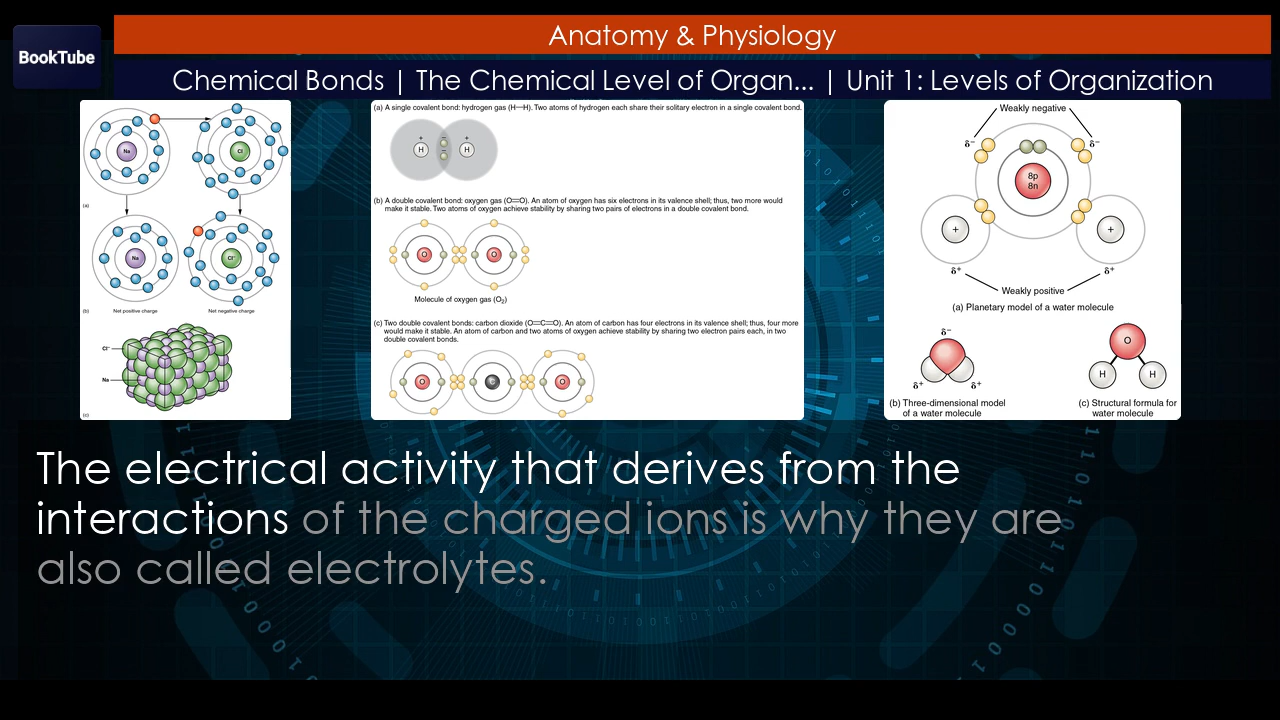 BookTube
Anatomy & Physiology
Chemical Bonds | The Chemical Level of Organ... | Unit 1: Levels of Organization
Na
Cl
(a)
Na
Cl⁻
(b)
Net positive charge
Net negative charge
Cl⁻
Na
(c)
(a) A single covalent bond: hydrogen gas (H—H). Two atoms of hydrogen each share their solitary electron in a single covalent bond.
+
−
+
H
−
H
(b) A double covalent bond: oxygen gas (O=O). An atom of oxygen has six electrons in its valence shell; thus, two more would
make it stable. Two atoms of oxygen achieve stability by sharing two pairs of electrons in a double covalent bond.
O
O
Molecule of oxygen gas (O₂)
(c) Two double covalent bonds: carbon dioxide (O=C=O). An atom of carbon has four electrons in its valence shell; thus, four more
would make it stable. An atom of carbon and two atoms of oxygen achieve stability by sharing two electron pairs each, in two
double covalent bonds.
O
C
O
Weakly negative
δ⁻
δ⁻
8p
8n
+
+
δ⁺
δ⁺
Weakly positive
(a) Planetary model of a water molecule
δ⁻
δ⁺
δ⁺
O
H
H
(b) Three-dimensional model
of a water molecule
(c) Structural formula for
water molecule
The electrical activity that derives from the
interactions of the charged ions is why they are
also called electrolytes.